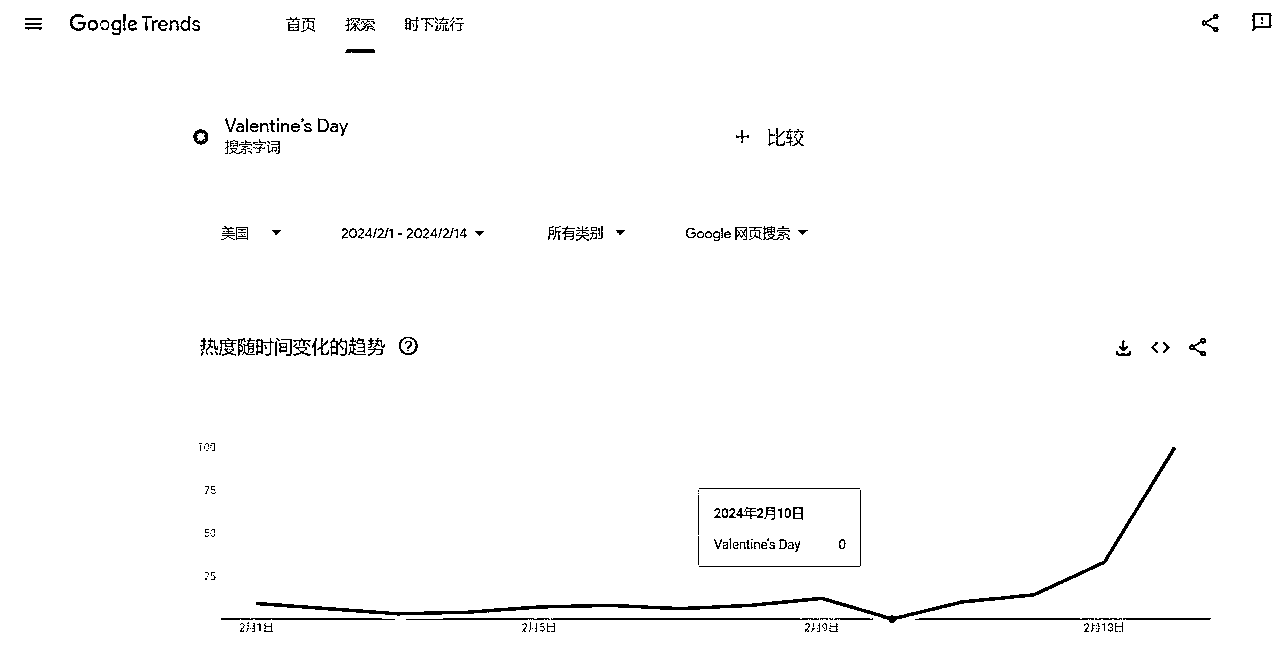 Google Trends
首页
探索
时下流行
Valentine's Day
搜索字词
+ 比较
美国
2024/2/1 - 2024/2/14
所有类别
Google 网页搜索
热度随时间变化的趋势
100
75
50
25
2024年2月10日
Valentine's Day 0
2月1日
2月5日
2月9日
2月13日